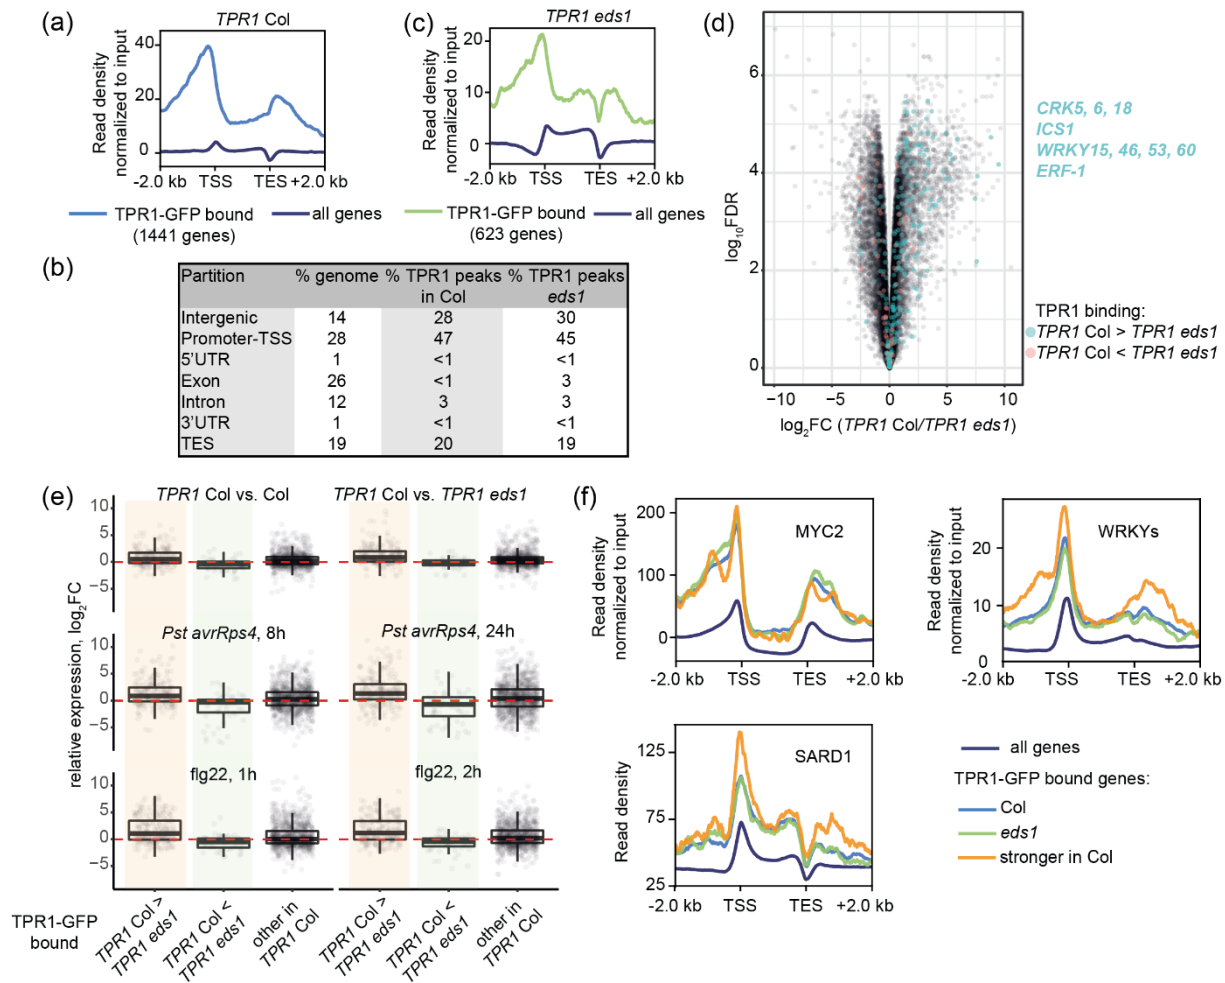 (a)
TPR1 Col
Read density
normalized to input
40
20
0
-2.0 kb TSS TES +2.0 kb
TPR1-GFP bound
(1441 genes)
all genes
(c)
TPR1 eds1
Read density
normalized to input
20
10
0
-2.0 kb TSS TES +2.0 kb
TPR1-GFP bound
(623 genes)
all genes
(b)
Partition % genome % TPR1 peaks in Col % TPR1 peaks eds1
Intergenic 14 28 30
Promoter-TSS 28 47 45
5'UTR 1 <1 <1
Exon 26 <1 3
Intron 12 3 3
3'UTR 1 <1 <1
TES 19 20 19
(d)
log10FDR
6
4
2
0
−10 −5 0 5 10
log2FC (TPR1 Col/TPR1 eds1)
CRK5, 6, 18
ICS1
WRKY15, 46, 53, 60
ERF-1
TPR1 binding:
TPR1 Col > TPR1 eds1
TPR1 Col < TPR1 eds1
(e)
relative expression, log2FC
TPR1 Col vs. Col
TPR1 Col vs. TPR1 eds1
10
5
0
−5
Pst avrRps4, 8h
Pst avrRps4, 24h
10
5
0
−5
flg22, 1h
flg22, 2h
10
5
0
−5
TPR1-GFP
bound
TPR1 Col >
TPR1 eds1
TPR1 Col <
TPR1 eds1
other in
TPR1 Col
TPR1 Col >
TPR1 eds1
TPR1 Col <
TPR1 eds1
other in
TPR1 Col
(f)
MYC2
Read density
normalized to input
200
100
0
-2.0 kb TSS TES +2.0 kb
WRKYs
Read density
normalized to input
20
10
0
-2.0 kb TSS TES +2.0 kb
SARD1
Read density
125
75
25
-2.0 kb TSS TES +2.0 kb
all genes
TPR1-GFP bound genes:
Col
eds1
stronger in Col